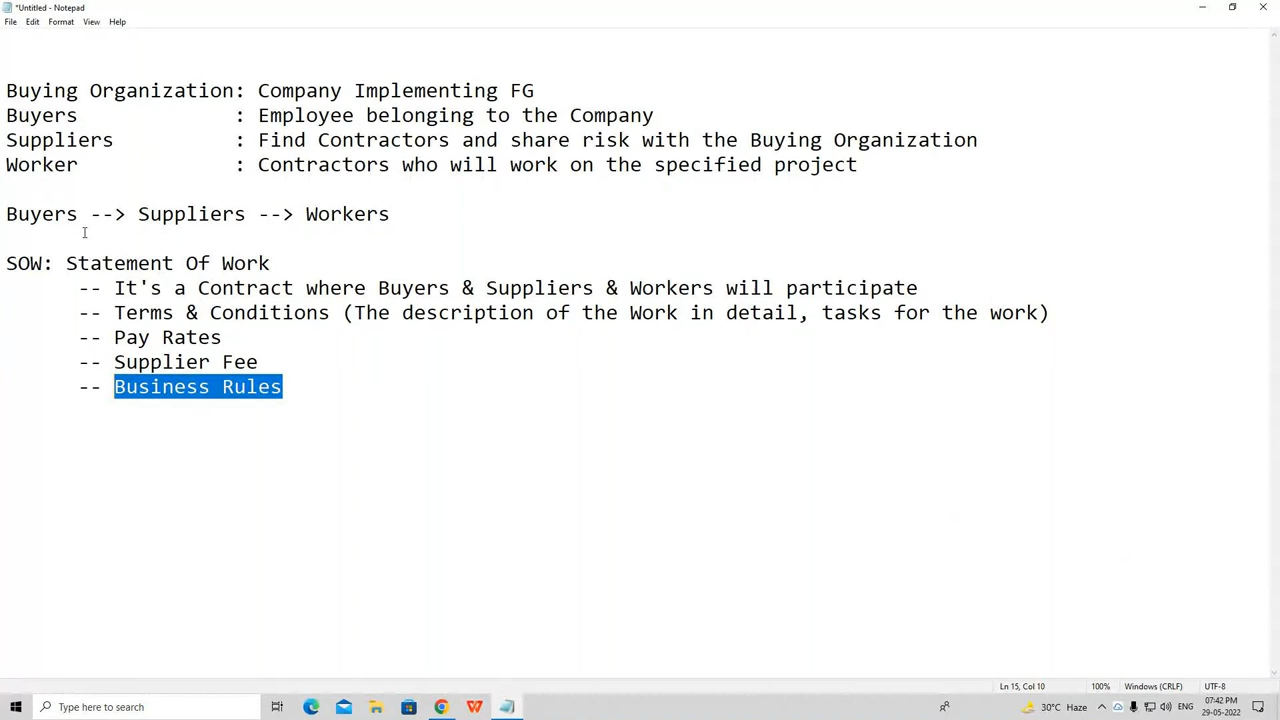 *Untitled - Notepad
File Edit Format View Help
Buying Organization: Company Implementing FG
Buyers : Employee belonging to the Company
Suppliers : Find Contractors and share risk with the Buying Organization
Worker : Contractors who will work on the specified project
Buyers --> Suppliers --> Workers
SOW: Statement Of Work
-- It's a Contract where Buyers & Suppliers & Workers will participate
-- Terms & Conditions (The description of the Work in detail, tasks for the work)
-- Pay Rates
-- Supplier Fee
-- Business Rules
Ln 15, Col 10 100% Windows (CRLF) UTF-8
Type here to search
30°C Haze
ENG
07:42 PM
29-05-2022